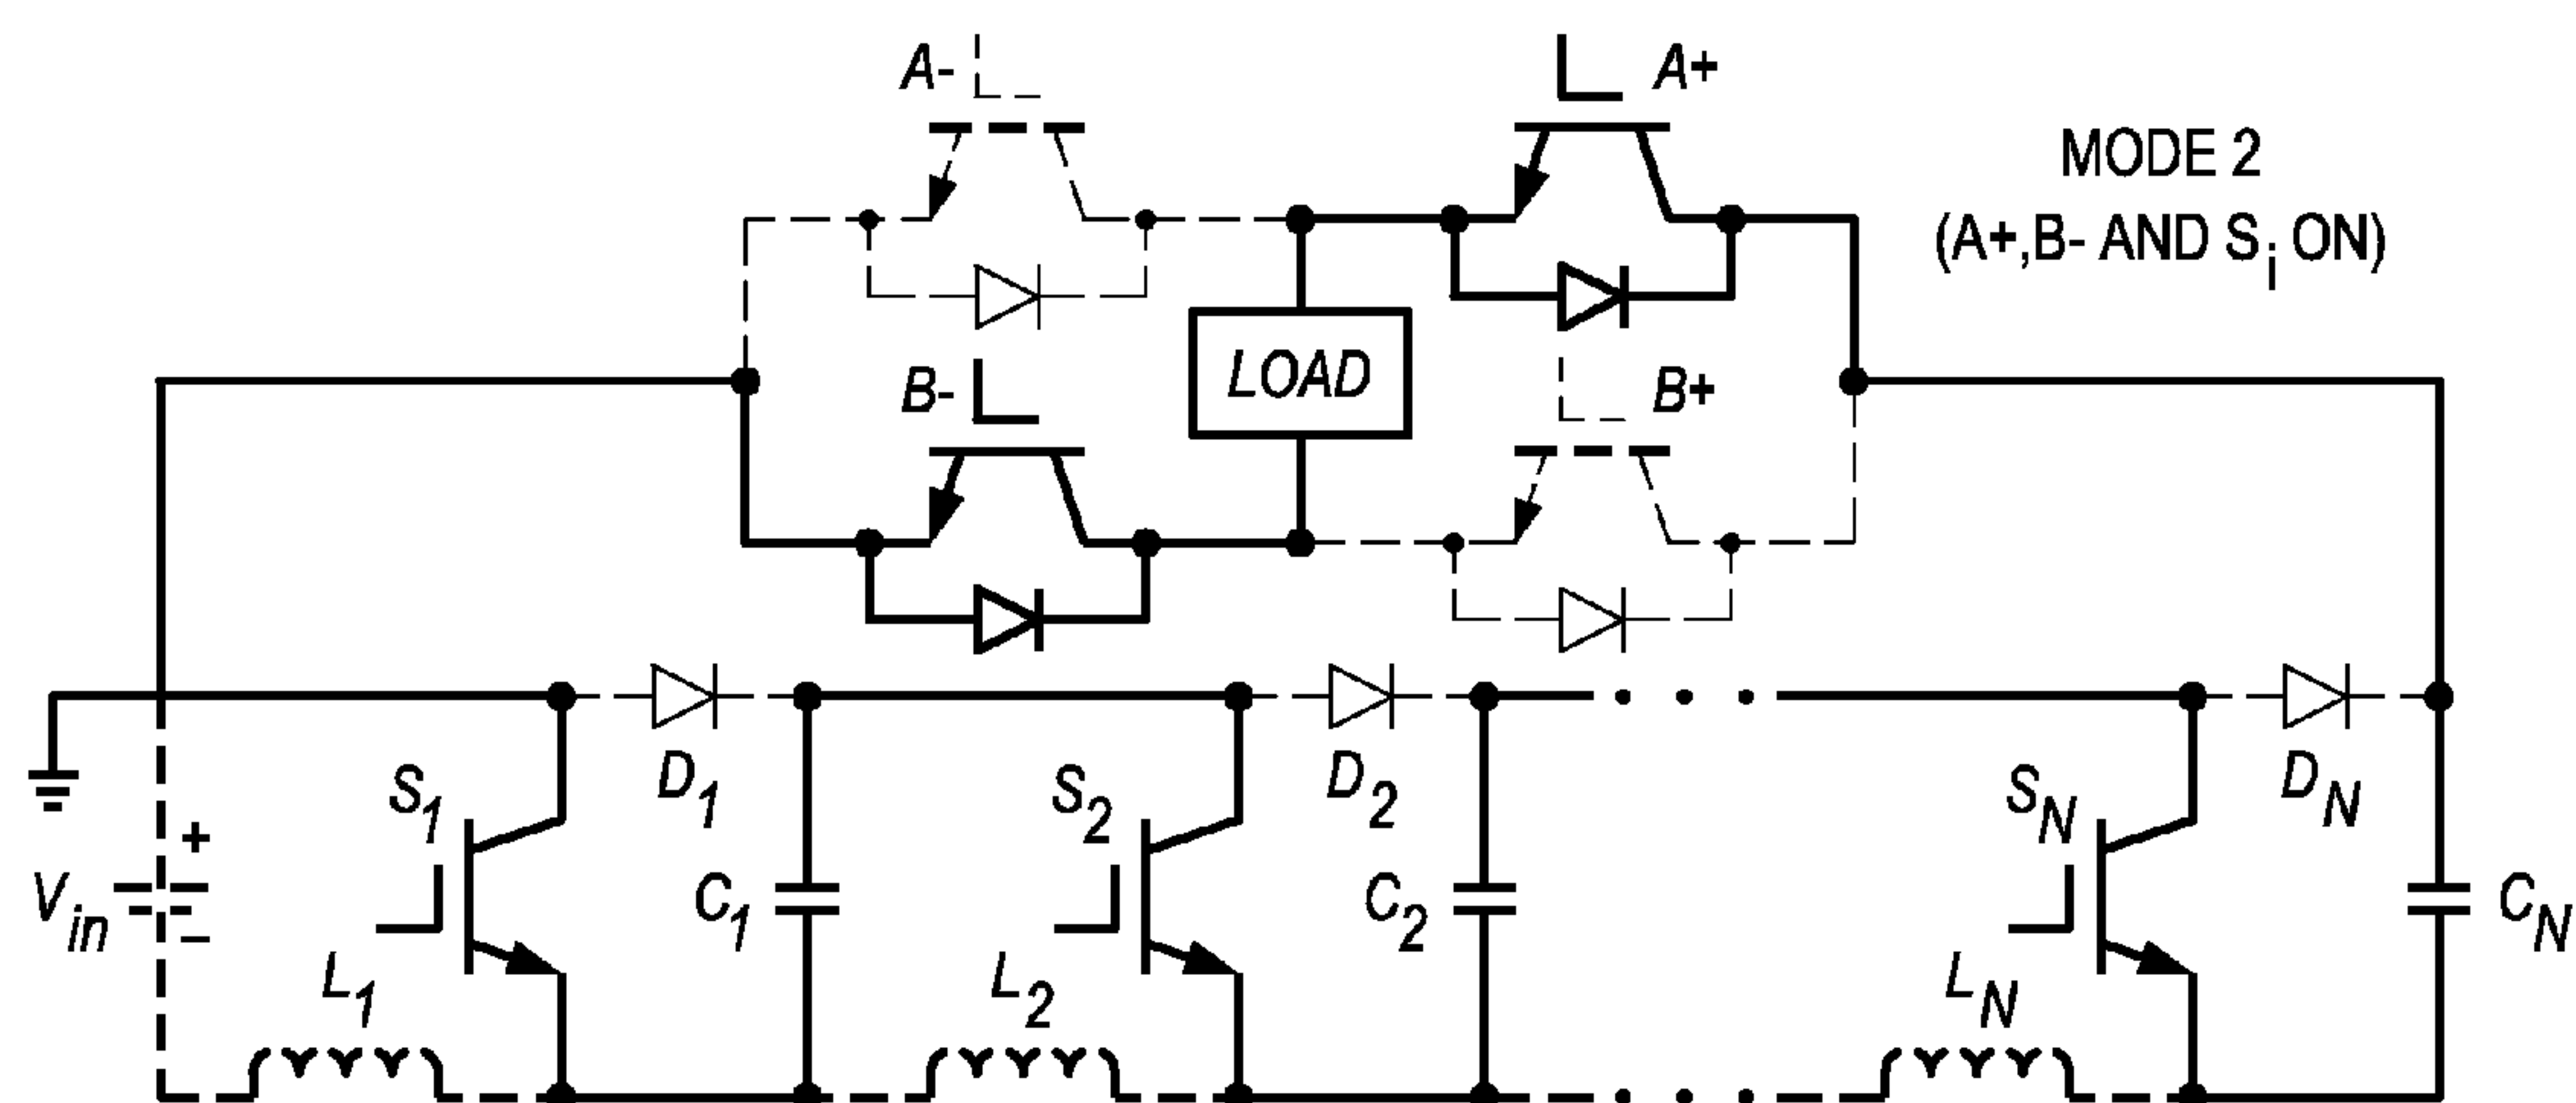 A- A+
MODE 2
(A+,B- AND Si ON)
LOAD
B- B+
D1 D2 DN
S1 S2 SN
+
Vin C1 C2 CN
−
L1 L2 LN